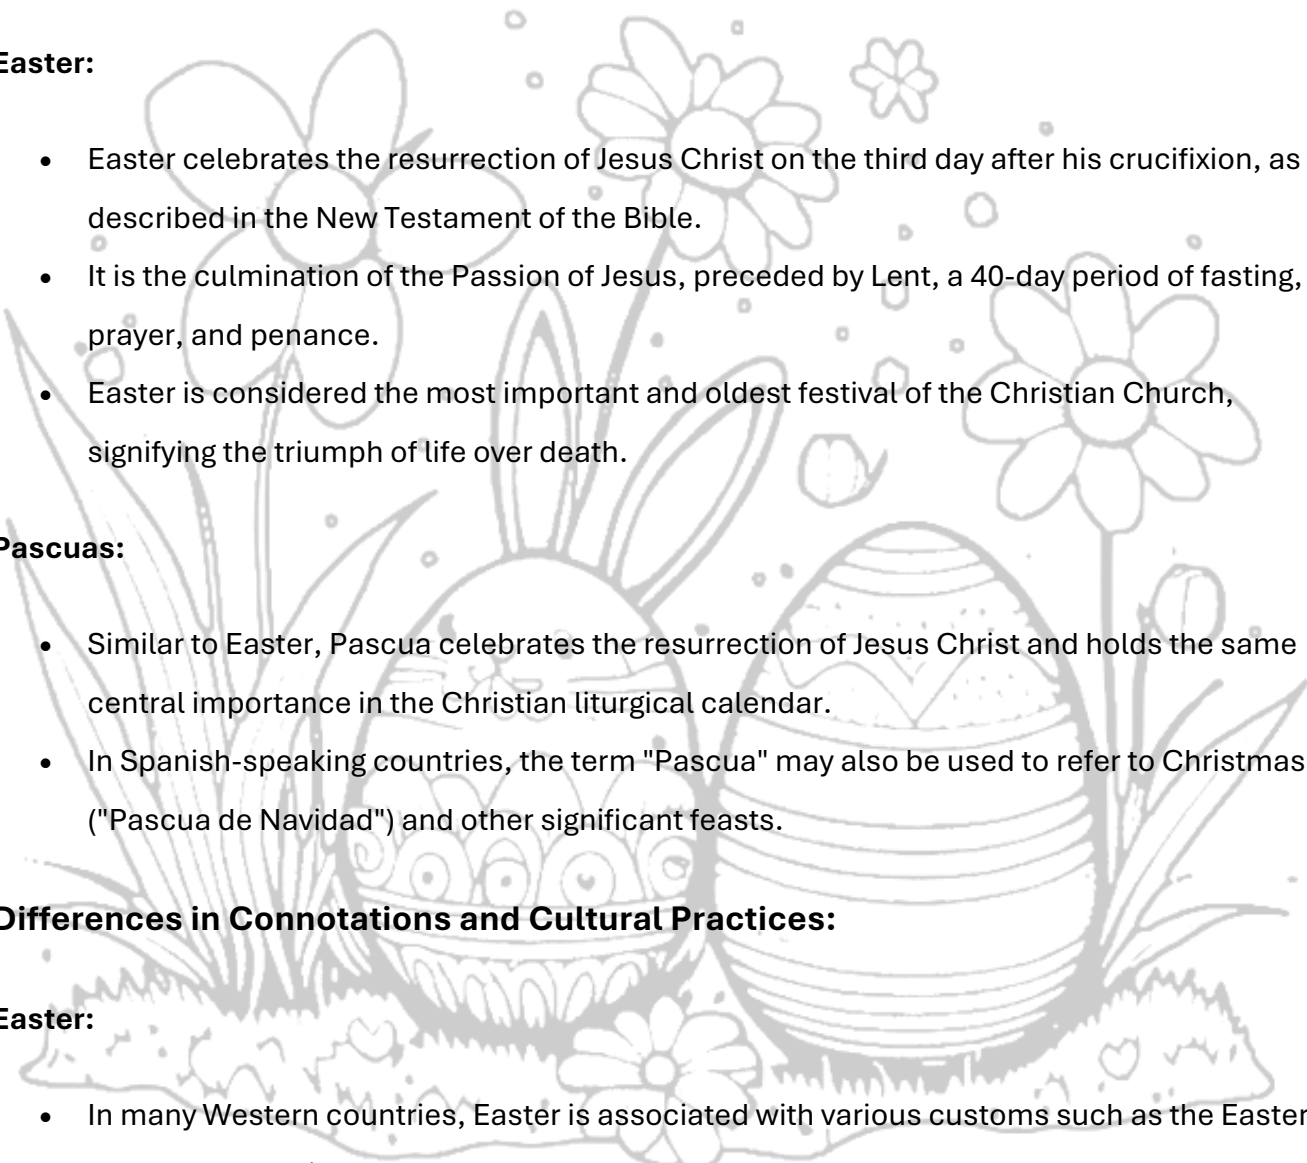 Easter:
• Easter celebrates the resurrection of Jesus Christ on the third day after his crucifixion, as
described in the New Testament of the Bible.
• It is the culmination of the Passion of Jesus, preceded by Lent, a 40-day period of fasting,
prayer, and penance.
• Easter is considered the most important and oldest festival of the Christian Church,
signifying the triumph of life over death.
Pascuas:
• Similar to Easter, Pascua celebrates the resurrection of Jesus Christ and holds the same
central importance in the Christian liturgical calendar.
• In Spanish-speaking countries, the term "Pascua" may also be used to refer to Christmas
("Pascua de Navidad") and other significant feasts.
Differences in Connotations and Cultural Practices:
Easter:
• In many Western countries, Easter is associated with various customs such as the Easter